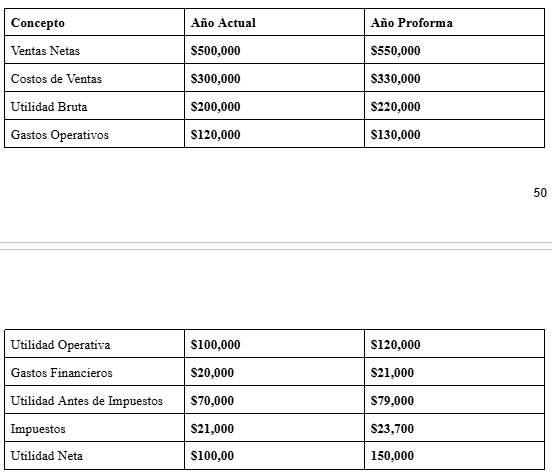 Concepto Año Actual Año Proforma
Ventas Netas $500,000 $550,000
Costos de Ventas $300,000 $330,000
Utilidad Bruta $200,000 $220,000
Gastos Operativos $120,000 $130,000
50
Utilidad Operativa $100,000 $120,000
Gastos Financieros $20,000 $21,000
Utilidad Antes de Impuestos $70,000 $79,000
Impuestos $21,000 $23,700
Utilidad Neta $100,00 150,000